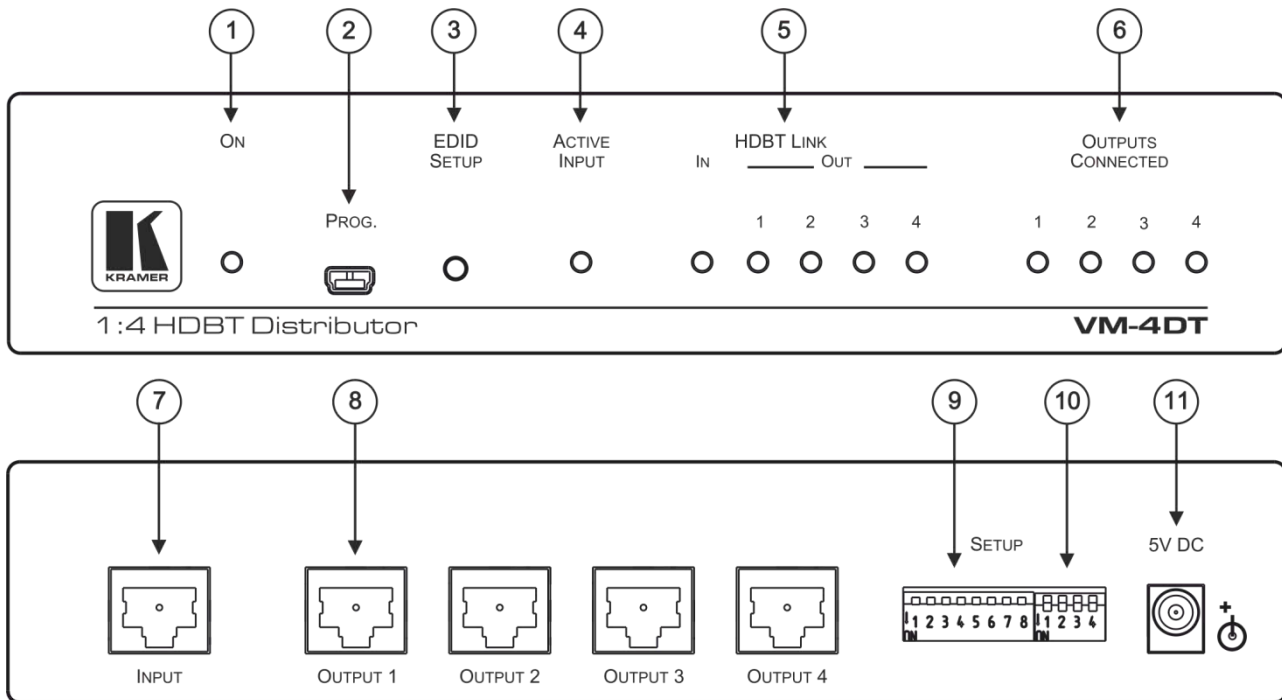 1 2 3 4 5 6
ON
EDID SETUP
ACTIVE INPUT
HDBT LINK
IN OUT
OUTPUTS CONNECTED
PROG.
1 2 3 4 1 2 3 4
K
KRAMER
1:4 HDBT Distributor
VM-4DT
7 8 9 10 11
SETUP
5V DC
1 2 3 4 5 6 7 8 1 2 3 4
ON ON
+
INPUT OUTPUT 1 OUTPUT 2 OUTPUT 3 OUTPUT 4